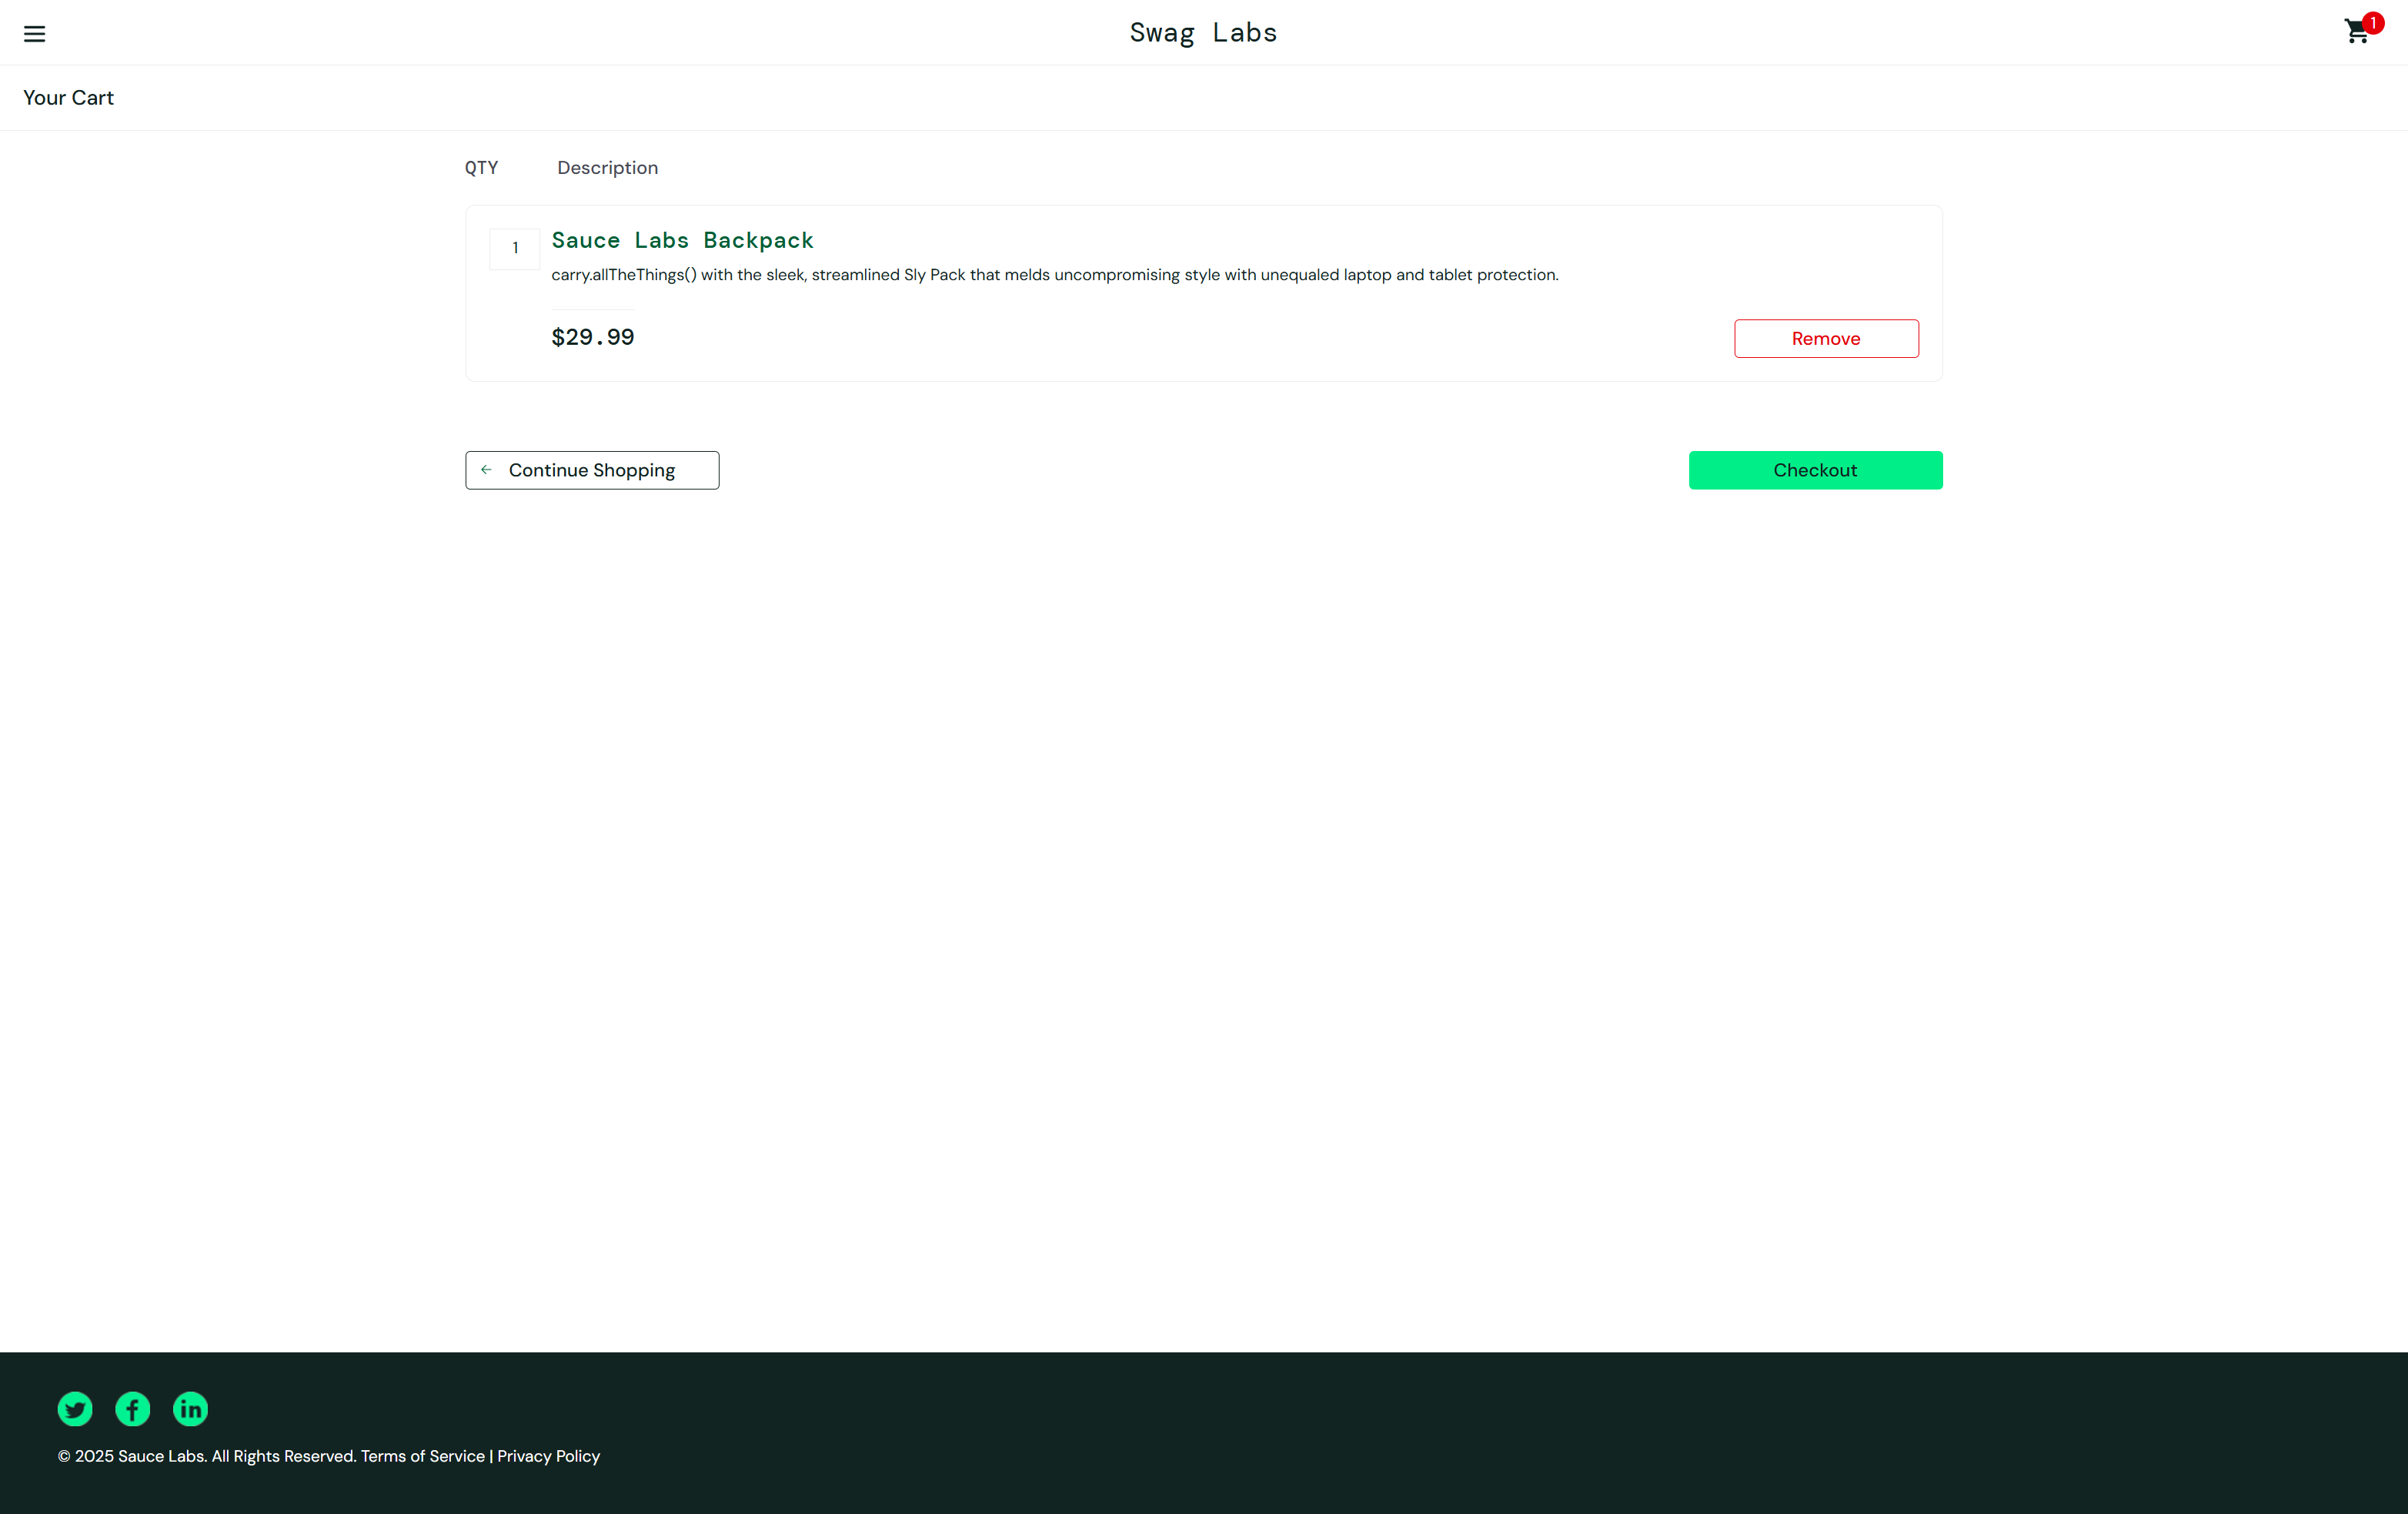 Swag Labs
1
Your Cart
QTY Description
1 Sauce Labs Backpack
carry.allTheThings() with the sleek, streamlined Sly Pack that melds uncompromising style with unequaled laptop and tablet protection.
$29.99 Remove
Continue Shopping Checkout
© 2025 Sauce Labs. All Rights Reserved. Terms of Service | Privacy Policy